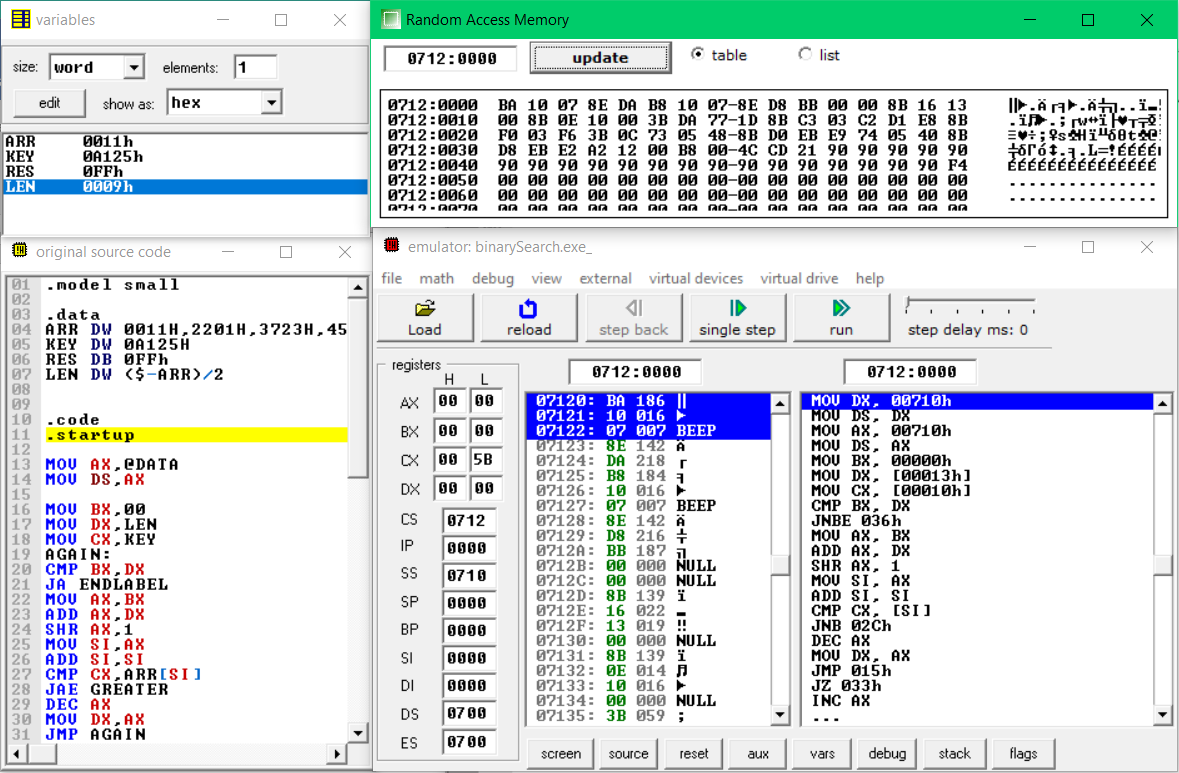 variables
size: word elements: 1
edit show as: hex
ARR 0011h
KEY 0A125h
RES 0FFh
LEN 0009h
Random Access Memory
0712:0000 update table list
0712:0000 BA 10 07 8E DA B8 10 07-8E D8 BB 00 00 8B 16 13
0712:0010 00 8B 0E 10 00 3B DA 77-1D 8B C3 03 C2 D1 E8 8B
0712:0020 F0 03 F6 3B 0C 73 05 48-8B D0 EB E9 74 05 40 8B
0712:0030 D8 EB E2 A2 12 00 B8 00-4C CD 21 90 90 90 90 90
0712:0040 90 90 90 90 90 90 90 90-90 90 90 90 90 90 90 F4
0712:0050 00 00 00 00 00 00 00 00-00 00 00 00 00 00 00 00
0712:0060 00 00 00 00 00 00 00 00-00 00 00 00 00 00 00 00
original source code
01 .model small
02
03 .data
04 ARR DW 0011H,2201H,3723H,45
05 KEY DW 0A125H
06 RES DB 0FFh
07 LEN DW ($-ARR)/2
08
09
10 .code
11 .startup
12
13 MOV AX,@DATA
14 MOV DS,AX
15
16 MOV BX,00
17 MOV DX,LEN
18 MOV CX,KEY
19 AGAIN:
20 CMP BX,DX
21 JA ENDLABEL
22 MOV AX,BX
23 ADD AX,DX
24 SHR AX,1
25 MOV SI,AX
26 ADD SI,SI
27 CMP CX,ARR[SI]
28 JAE GREATER
29 DEC AX
30 MOV DX,AX
31 JMP AGAIN
emulator: binarySearch.exe_
file math debug view external virtual devices virtual drive help
Load reload step back single step run step delay ms: 0
registers
H L
AX 00 00
BX 00 00
CX 00 5B
DX 00 00
CS 0712
IP 0000
SS 0710
SP 0000
BP 0000
SI 0000
DI 0000
DS 0700
ES 0700
0712:0000
07120: BA 186 ║
07121: 10 016 ►
07122: 07 007 BEEP
07123: 8E 142 Ä
07124: DA 218 ┌
07125: B8 184 ╕
07126: 10 016 ►
07127: 07 007 BEEP
07128: 8E 142 Ä
07129: D8 216 ╪
0712A: BB 187 ╗
0712B: 00 000 NULL
0712C: 00 000 NULL
0712D: 8B 139 ï
0712E: 16 022 ▬
0712F: 13 019 ‼
07130: 00 000 NULL
07131: 8B 139 ï
07132: 0E 014 ♫
07133: 10 016 ►
07134: 00 000 NULL
07135: 3B 059 ;
0712:0000
MOV DX, 00710h
MOV DS, DX
MOV AX, 00710h
MOV DS, AX
MOV BX, 00000h
MOV DX, [00013h]
MOV CX, [00010h]
CMP BX, DX
JNBE 036h
MOV AX, BX
ADD AX, DX
SHR AX, 1
MOV SI, AX
ADD SI, SI
CMP CX, [SI]
JNB 02Ch
DEC AX
MOV DX, AX
JMP 015h
JZ 033h
INC AX
...
screen source reset aux vars debug stack flags